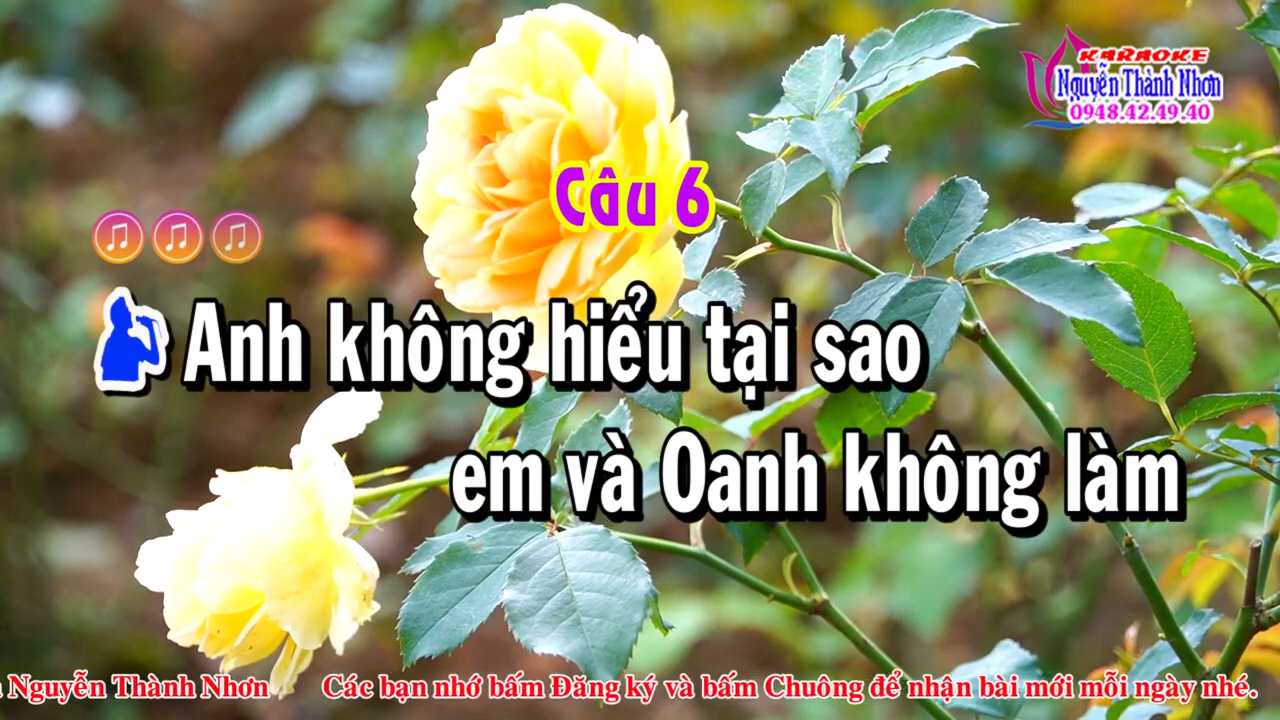 KARAOKE
Nguyễn Thành Nhơn
0948.42.49.40
Câu 6
Anh không hiểu tại sao
em và Oanh không làm
Nguyễn Thành Nhơn Các bạn nhớ bấm Đăng ký và bấm Chuông để nhận bài mới mỗi ngày nhé.